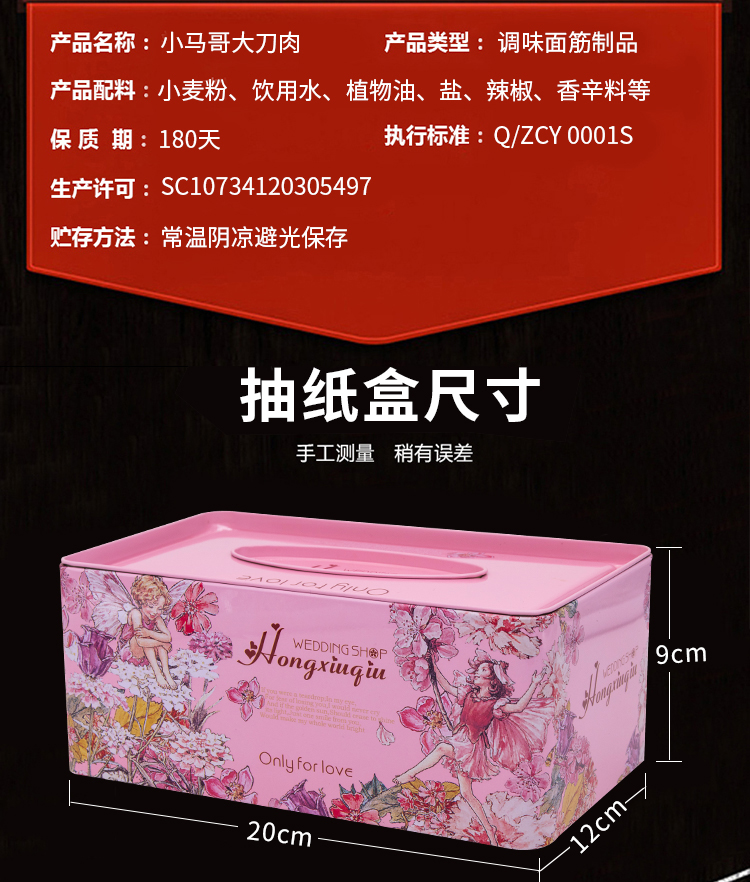 产品名称：小马哥大刀肉 产品类型：调味面筋制品
产品配料：小麦粉、饮用水、植物油、盐、辣椒、香辛料等
保质期：180天 执行标准：Q/ZCY 0001S
生产许可：SC10734120305497
贮存方法：常温阴凉避光保存
抽纸盒尺寸
手工测量 稍有误差
Only for love
WEDDING SHOP
Hongxiuqiu
Only for love
WEDDING SHOP
Hongxiuqiu
9cm
20cm
12cm